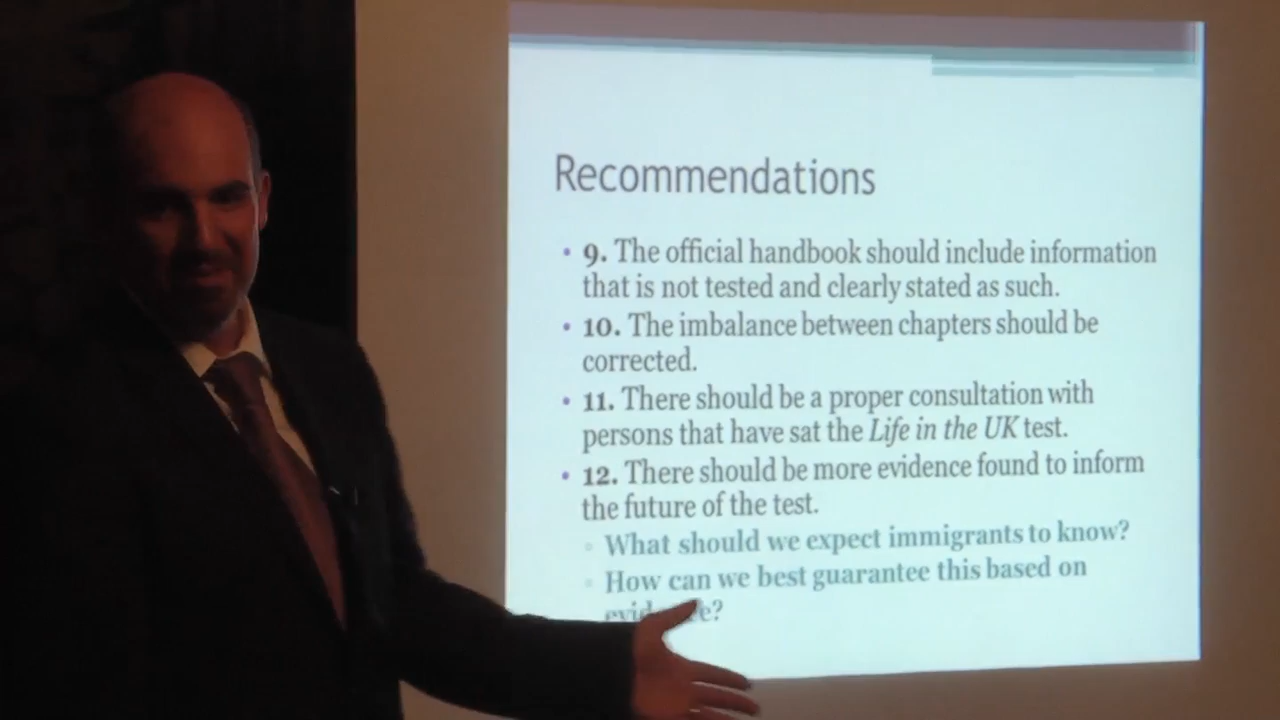 Recommendations
• 9. The official handbook should include information
that is not tested and clearly stated as such.
• 10. The imbalance between chapters should be
corrected.
• 11. There should be a proper consultation with
persons that have sat the Life in the UK test.
• 12. There should be more evidence found to inform
the future of the test.
◦ What should we expect immigrants to know?
◦ How can we best guarantee this based on